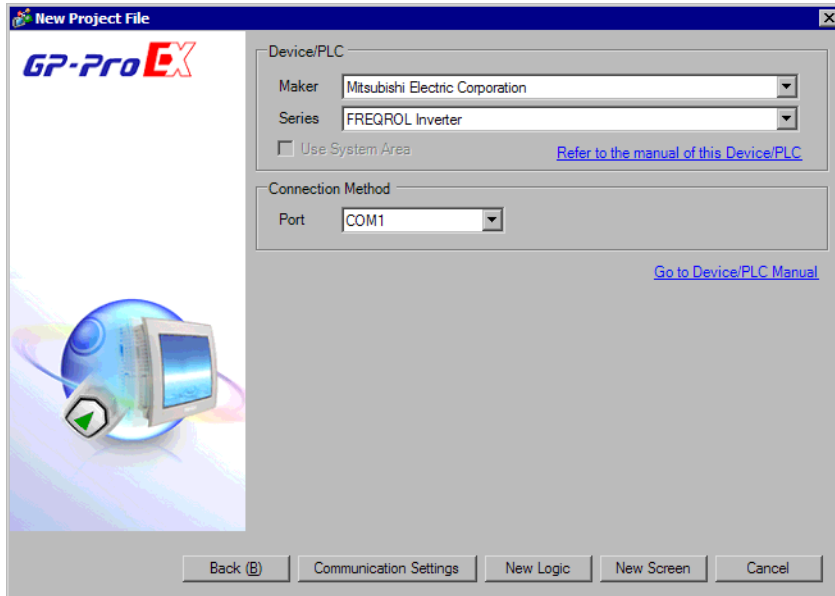 New Project File
GP-Pro EX
Device/PLC
Maker Mitsubishi Electric Corporation
Series FREQROL Inverter
Use System Area Refer to the manual of this Device/PLC
Connection Method
Port COM1
Go to Device/PLC Manual
Back (B) Communication Settings New Logic New Screen Cancel